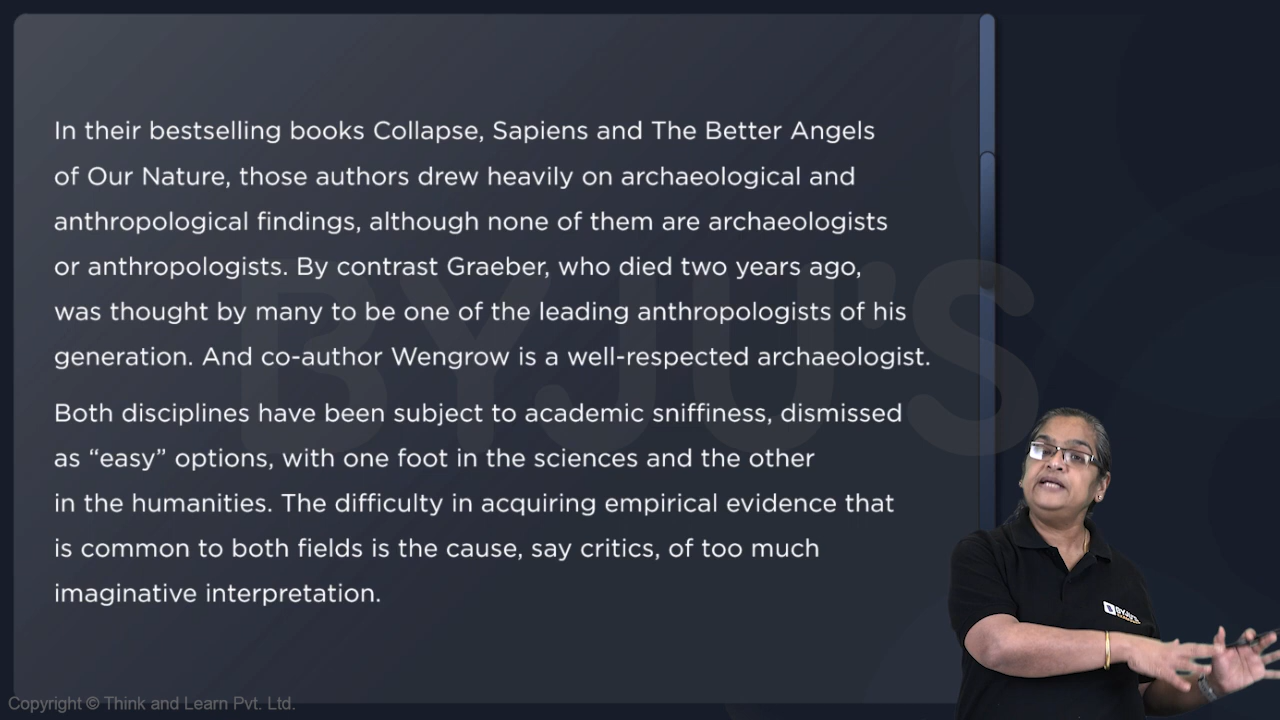 In their bestselling books Collapse, Sapiens and The Better Angels
of Our Nature, those authors drew heavily on archaeological and
anthropological findings, although none of them are archaeologists
or anthropologists. By contrast Graeber, who died two years ago,
was thought by many to be one of the leading anthropologists of his
generation. And co-author Wengrow is a well-respected archaeologist.
Both disciplines have been subject to academic sniffiness, dismissed
as “easy” options, with one foot in the sciences and the other
in the humanities. The difficulty in acquiring empirical evidence that
is common to both fields is the cause, say critics, of too much
imaginative interpretation.
BYJU'S
BYJU'S
Copyright © Think and Learn Pvt. Ltd.